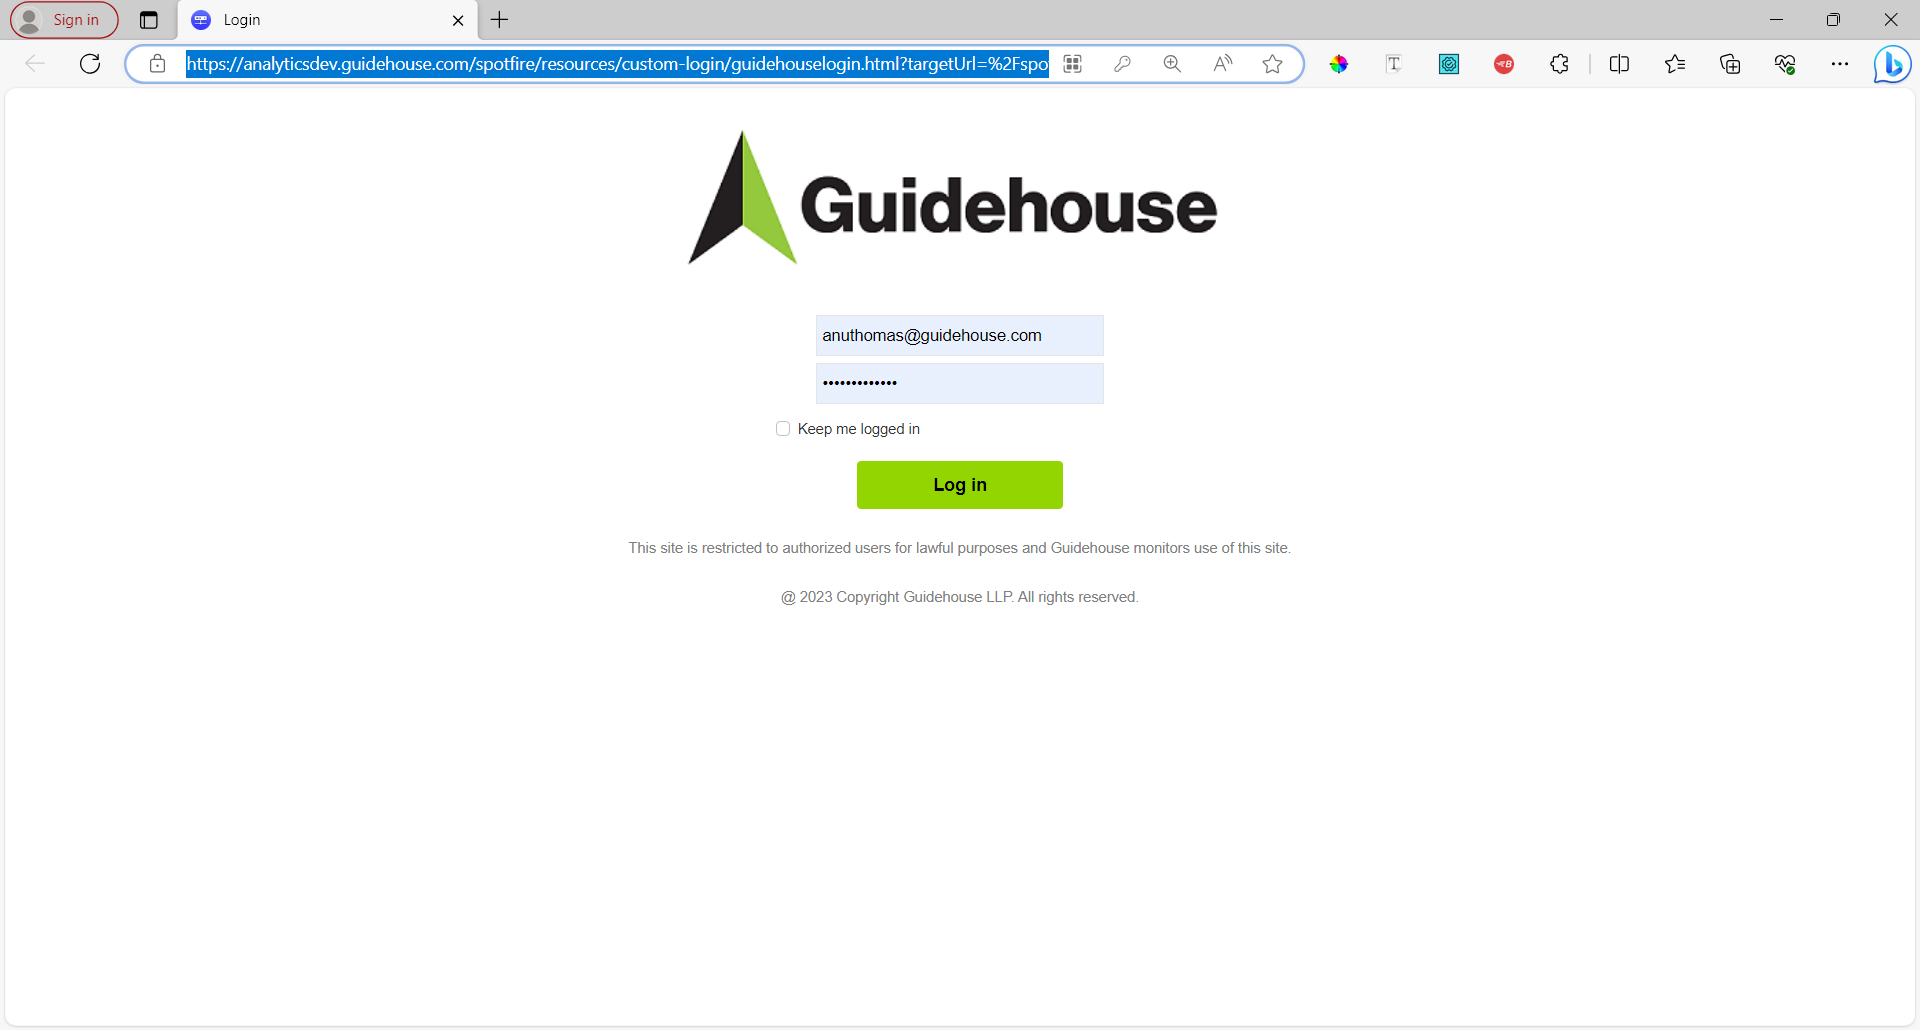 Sign in
Login
https://analyticsdev.guidehouse.com/spotfire/resources/custom-login/guidehouselogin.html?targetUrl=%2Fspo
Guidehouse
anuthomas@guidehouse.com
•••••••••••••
Keep me logged in
Log in
This site is restricted to authorized users for lawful purposes and Guidehouse monitors use of this site.
@ 2023 Copyright Guidehouse LLP. All rights reserved.